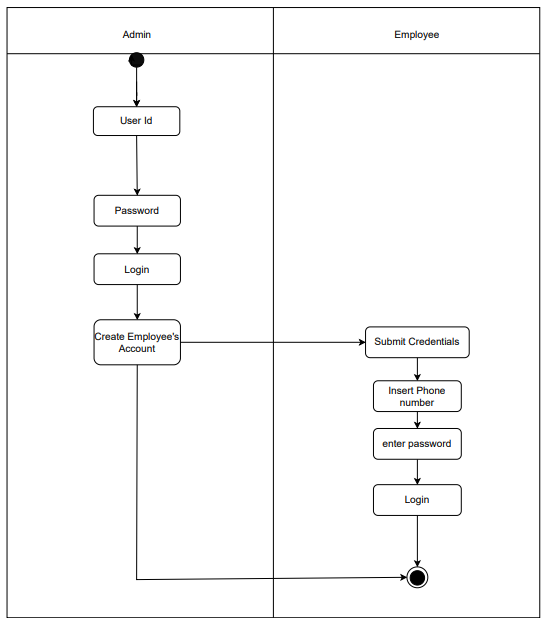 Admin
Employee
User Id
Password
Login
Create Employee's
Account
Submit Credentials
Insert Phone
number
enter password
Login